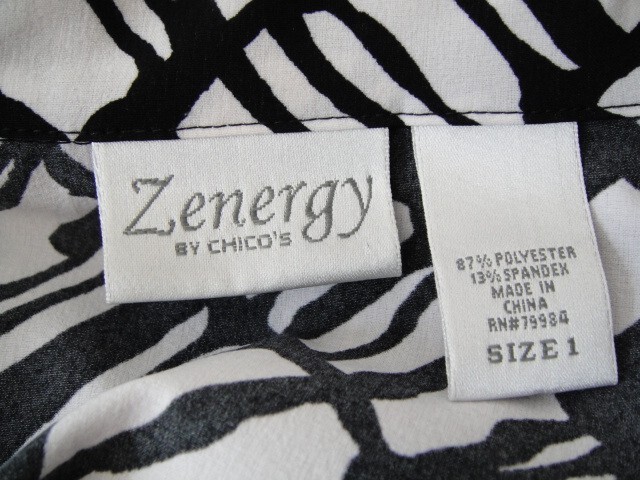 Zenergy
BY CHICO'S
87% POLYESTER
13% SPANDEX
MADE IN
CHINA
RN#79984
SIZE 1